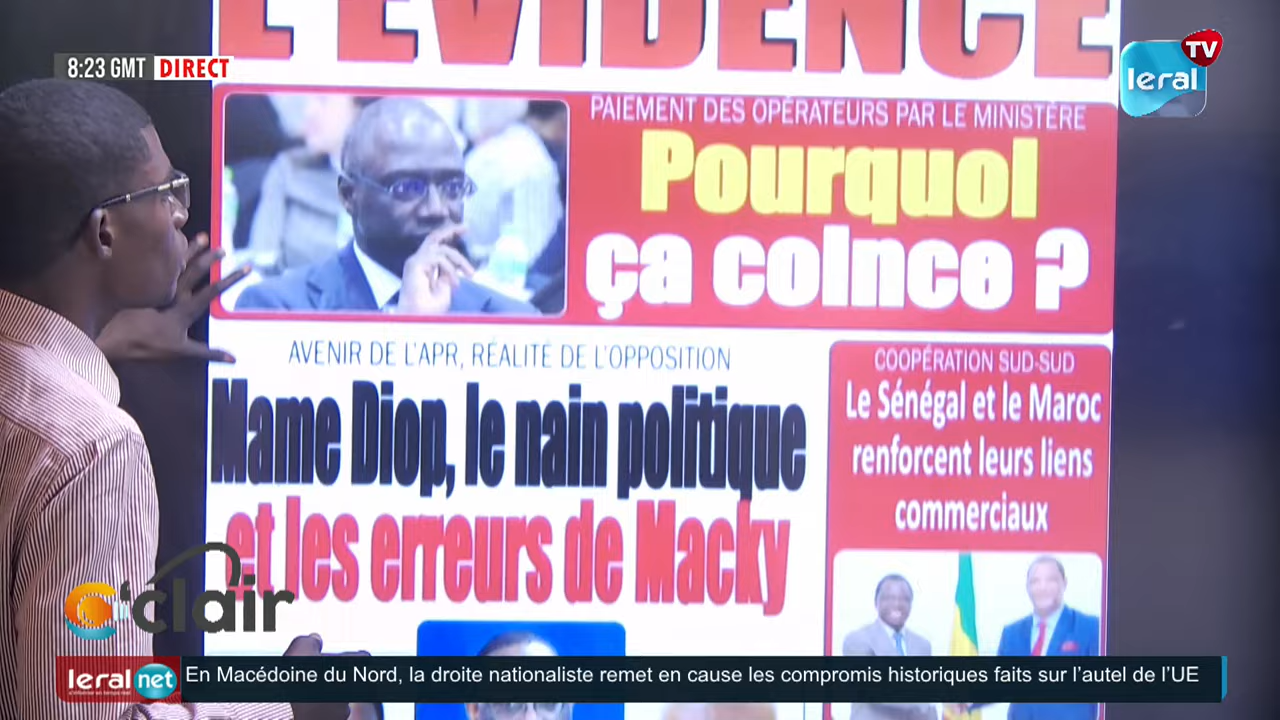 L'EVIDENCE
8:23 GMT DIRECT
leral TV
PAIEMENT DES OPÉRATEURS PAR LE MINISTÈRE
Pourquoi
ça coince ?
AVENIR DE L'APR, RÉALITÉ DE L'OPPOSITION
Mame Diop, le nain politique
et les erreurs de Macky
COOPÉRATION SUD-SUD
Le Sénégal et le Maroc
renforcent leurs liens
commerciaux
C'clair
leral net
En Macédoine du Nord, la droite nationaliste remet en cause les compromis historiques faits sur l'autel de l'UE